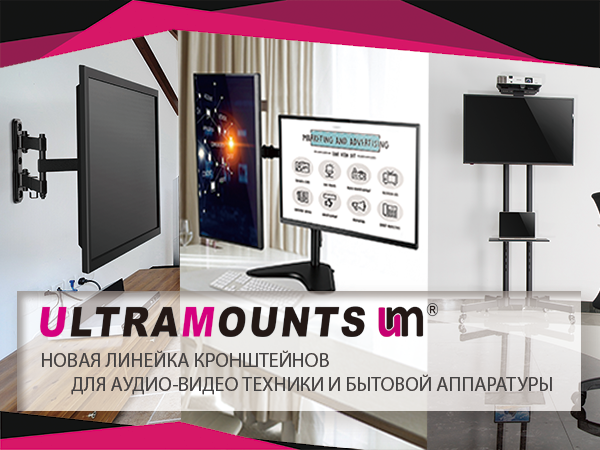 MARKETING AND ADVERTISING
ULTRAMOUNTS um®
НОВАЯ ЛИНЕЙКА КРОНШТЕЙНОВ
ДЛЯ АУДИО-ВИДЕО ТЕХНИКИ И БЫТОВОЙ АППАРАТУРЫ